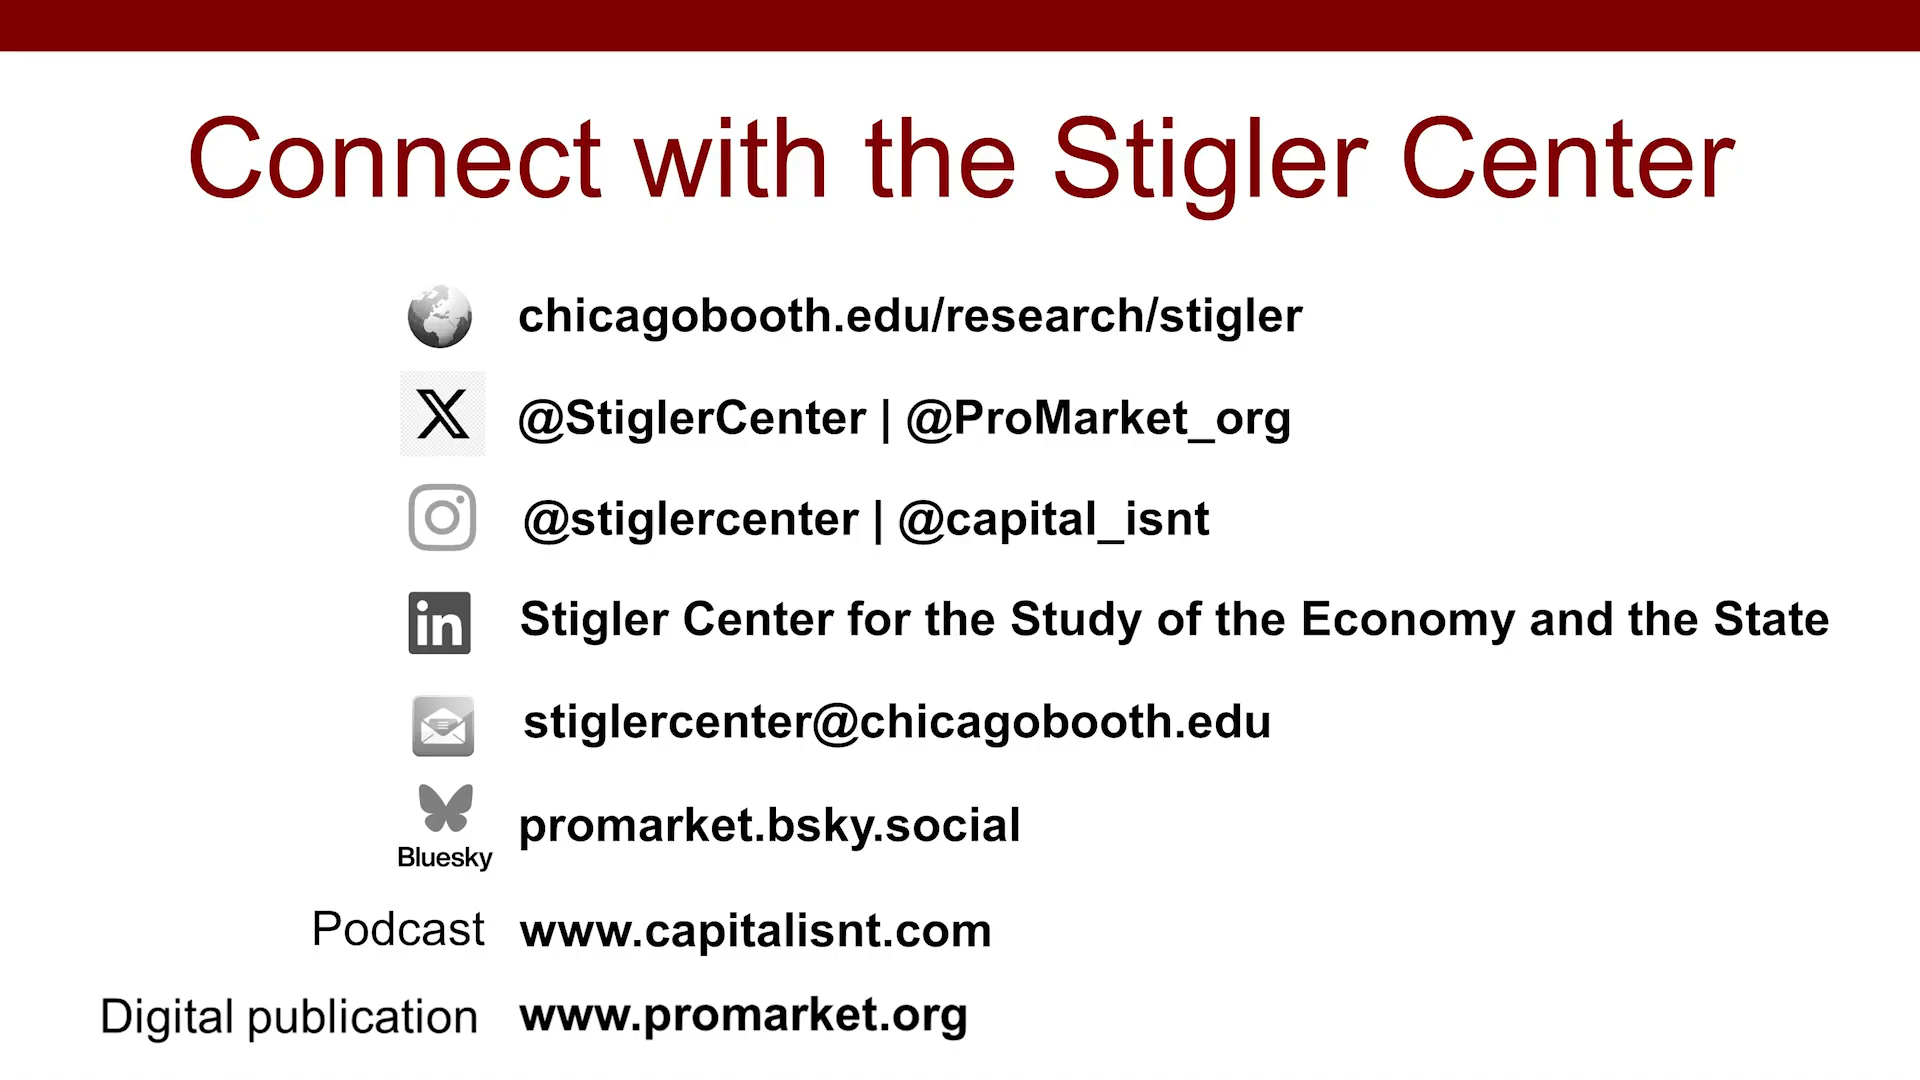 Connect with the Stigler Center
chicagobooth.edu/research/stigler
X @StiglerCenter | @ProMarket_org
@stiglercenter | @capital_isnt
in Stigler Center for the Study of the Economy and the State
stiglercenter@chicagobooth.edu
promarket.bsky.social
Bluesky
Podcast www.capitalisnt.com
Digital publication www.promarket.org